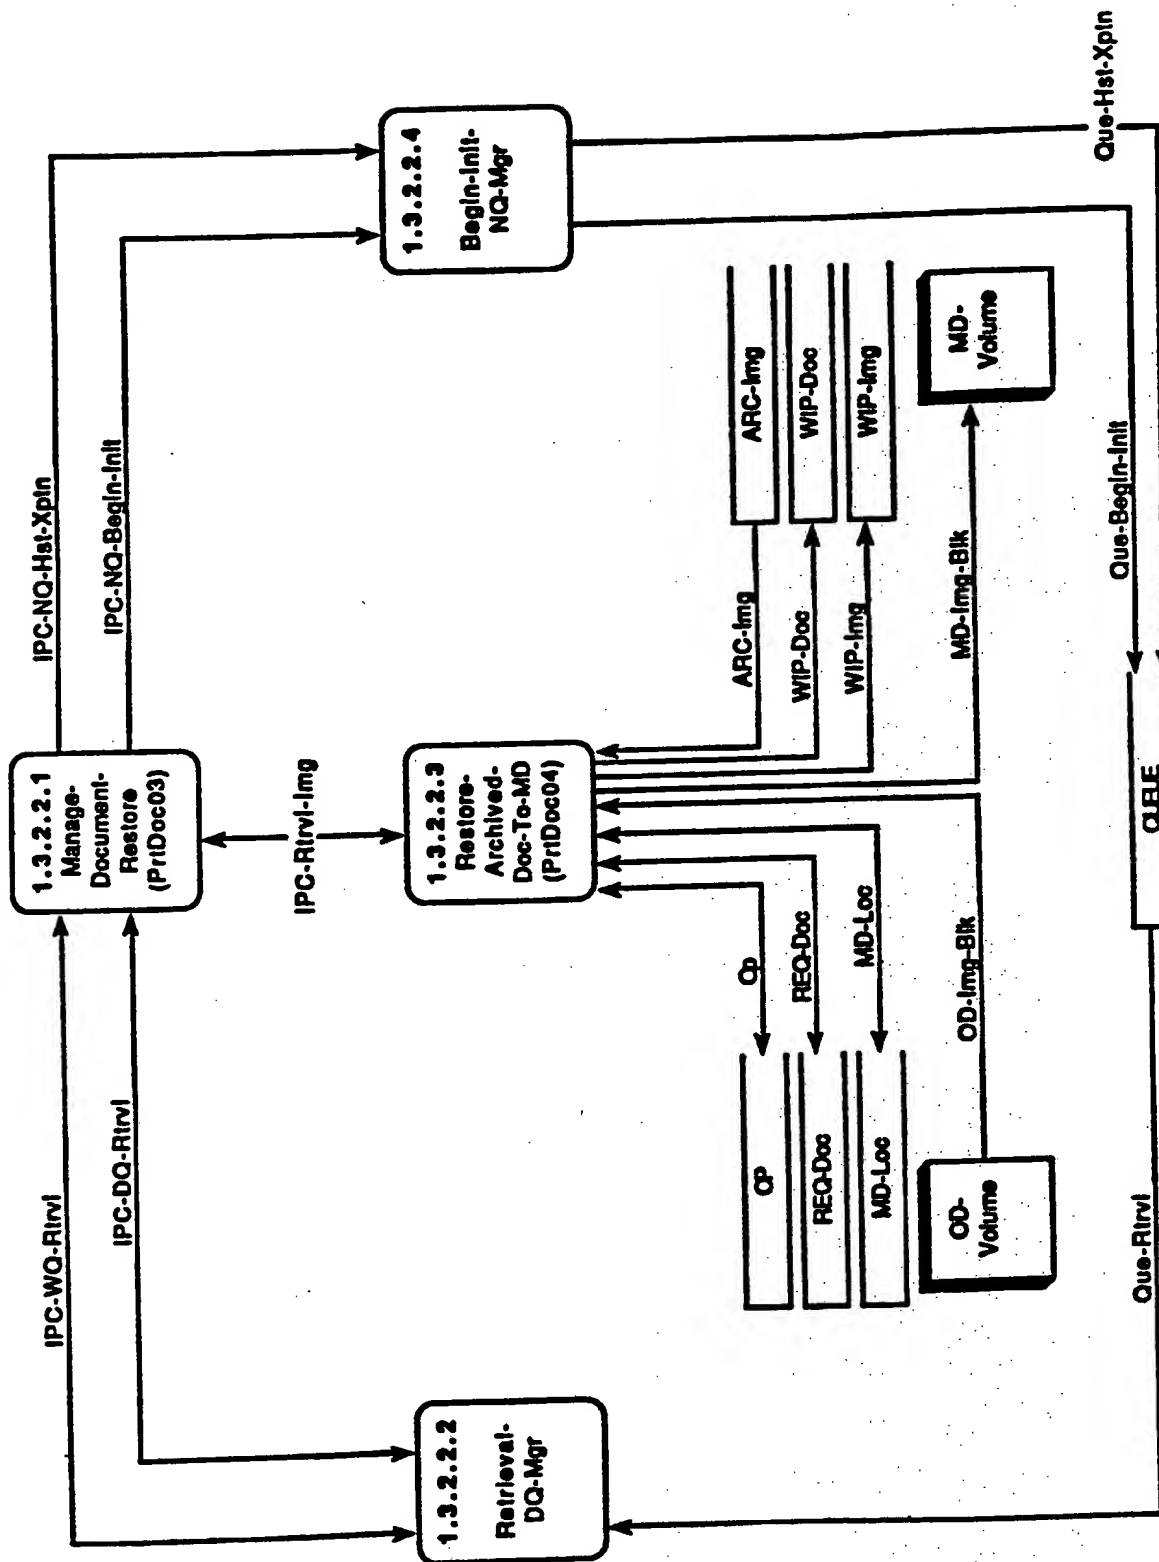 IPC-WQ-Rtrvl
IPC-DQ-Rtrvl
1.3.2.2.1
Manage-
Document-
Restore
(PrtDoc03)
IPC-NQ-Hst-Xptn
IPC-NQ-Begin-Init
IPC-Rtrvl-Img
1.3.2.2.2
Retrieval-
DQ-Mgr
1.3.2.2.3
Restore-
Archived-
Doc-To-MD
(PrtDoc04)
1.3.2.2.4
Begin-Init-
NQ-Mgr
Cp
REQ-Doc
MD-Loc
OD-Img-Blk
ARC-Img
WIP-Doc
WIP-Img
MD-Img-Blk
CP
REQ-Doc
MD-Loc
OD-
Volume
ARC-Img
WIP-Doc
WIP-Img
MD-
Volume
Que-Rtrvl
QUEUE
Que-Begin-Init
Que-Hst-Xptn